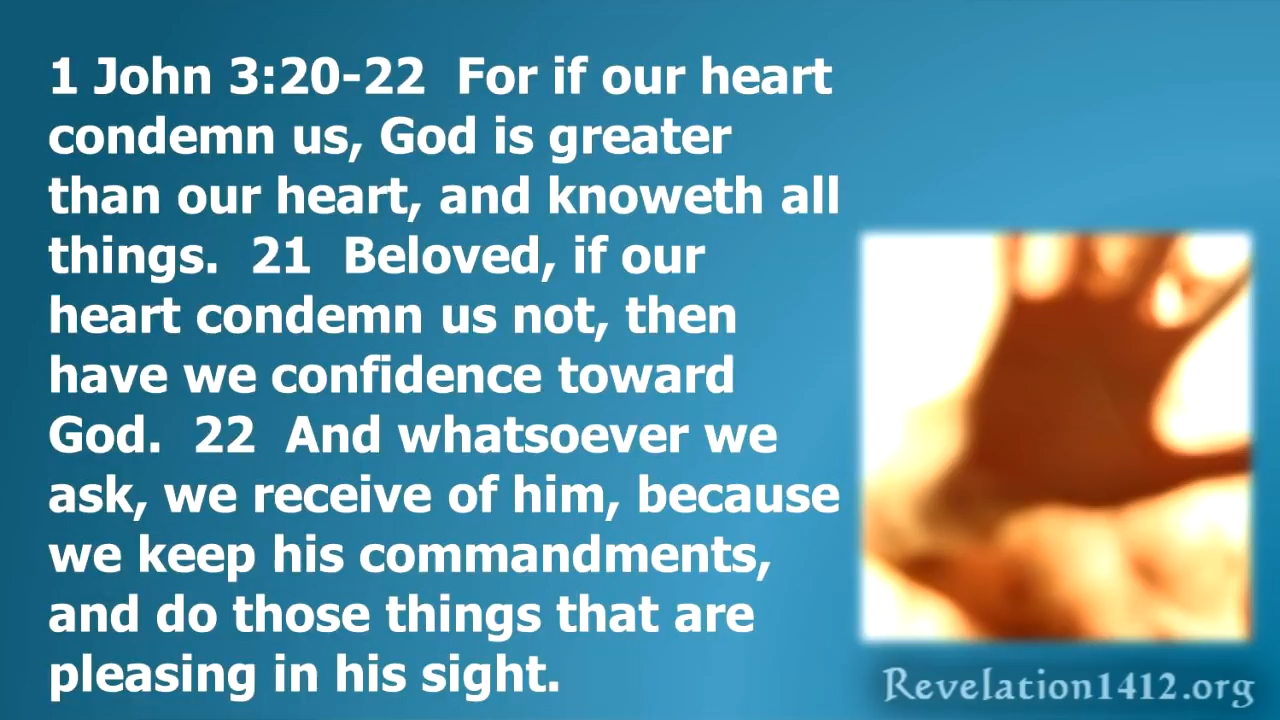 1 John 3:20-22  For if our heart
condemn us, God is greater
than our heart, and knoweth all
things.  21  Beloved, if our
heart condemn us not, then
have we confidence toward
God.  22  And whatsoever we
ask, we receive of him, because
we keep his commandments,
and do those things that are
pleasing in his sight.
Revelation1412.org